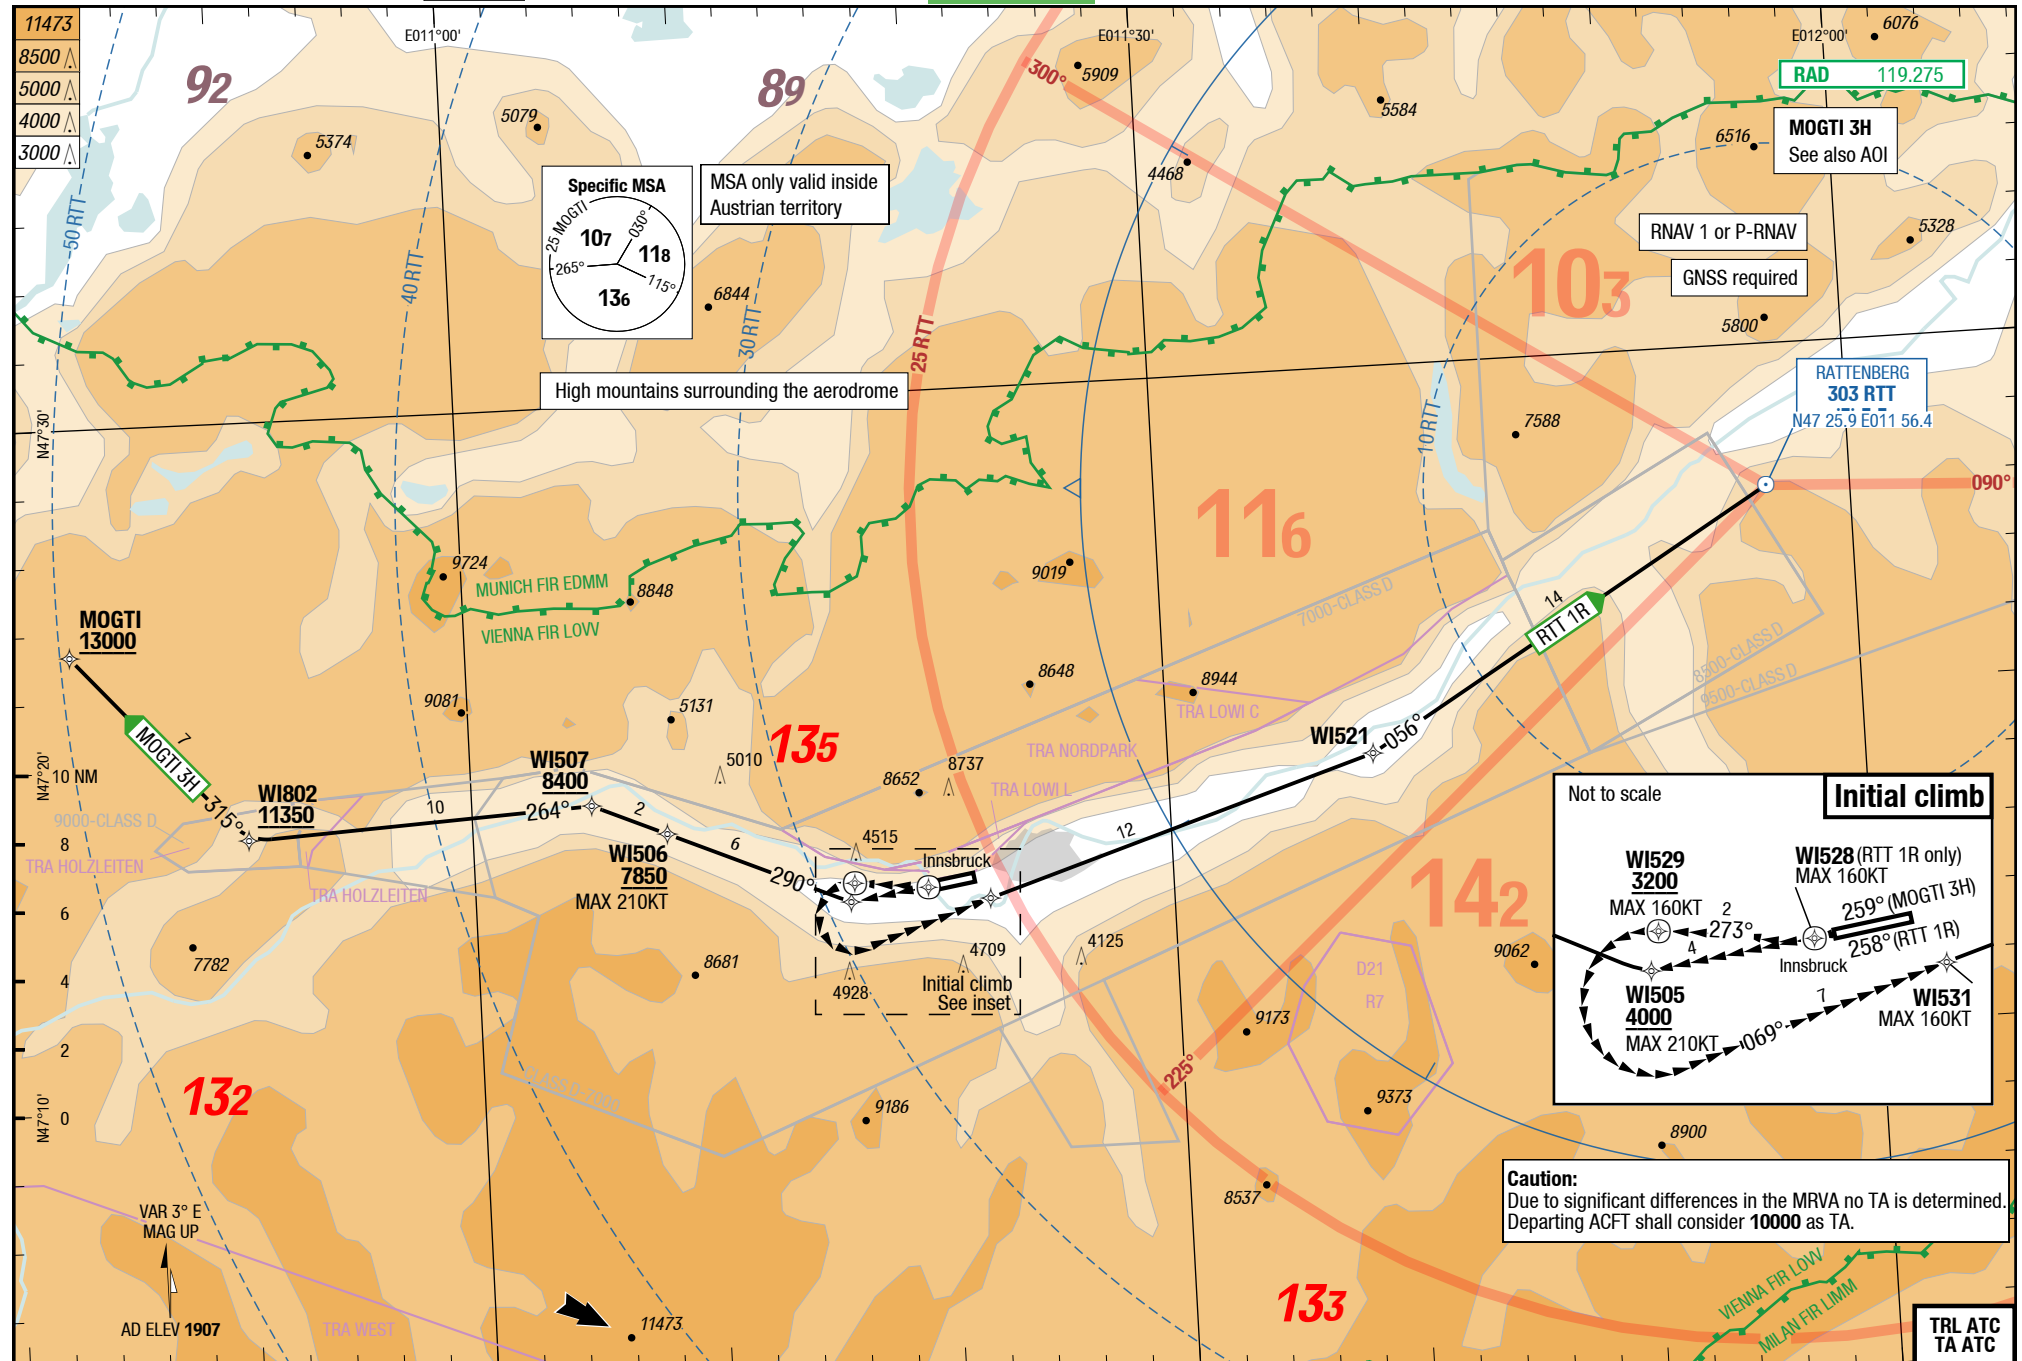 11473
8500
5000
4000
3000
92
89
E011°00'
E011°30'
E012°00'
6076
RAD 119.275
5909
300°
5584
5374
5079
6516
4468
MOGTI 3H
See also AOI
Specific MSA
25 MOGTI
107
030°
118
265°
115°
136
MSA only valid inside
Austrian territory
50 RTT
40 RTT
30 RTT
25 RTT
10 RTT
6844
5328
RNAV 1 or P-RNAV
GNSS required
103
5800
High mountains surrounding the aerodrome
RATTENBERG
303 RTT
N47 25.9 E011 56.4
N47°30'
7588
090°
116
9724
MUNICH FIR EDMM
VIENNA FIR LOVV
8848
9019
7000-CLASS D
14
RTT 1R
MOGTI
13000
8648
8944
TRA LOWI C
8500-CLASS D
9500-CLASS D
9081
5131
7
MOGTI 3H
315°
135
TRA NORDPARK
WI521
056°
5010
8652
8737
TRA LOWI L
N47°20'
10 NM
8
6
4
2
0
WI802
11350
10
WI507
8400
264°
2
9000-CLASS D
TRA HOLZLEITEN
TRA HOLZLEITEN
WI506
7850
MAX 210KT
6
290°
4515
Innsbruck
12
4928
4709
4125
Initial climb
See inset
142
7782
8681
9062
D21
R7
9173
225°
9373
Not to scale
Initial climb
WI529
3200
MAX 160KT
2
273°
WI528 (RTT 1R only)
MAX 160KT
259° (MOGTI 3H)
258° (RTT 1R)
4
Innsbruck
WI505
4000
MAX 210KT
7
069°
WI531
MAX 160KT
N47°10'
132
CLASS D-7000
9186
8900
8537
Caution:
Due to significant differences in the MRVA no TA is determined.
Departing ACFT shall consider 10000 as TA.
VAR 3° E
MAG UP
AD ELEV 1907
TRA WEST
11473
133
VIENNA FIR LOVV
MILAN FIR LIMM
TRL ATC
TA ATC